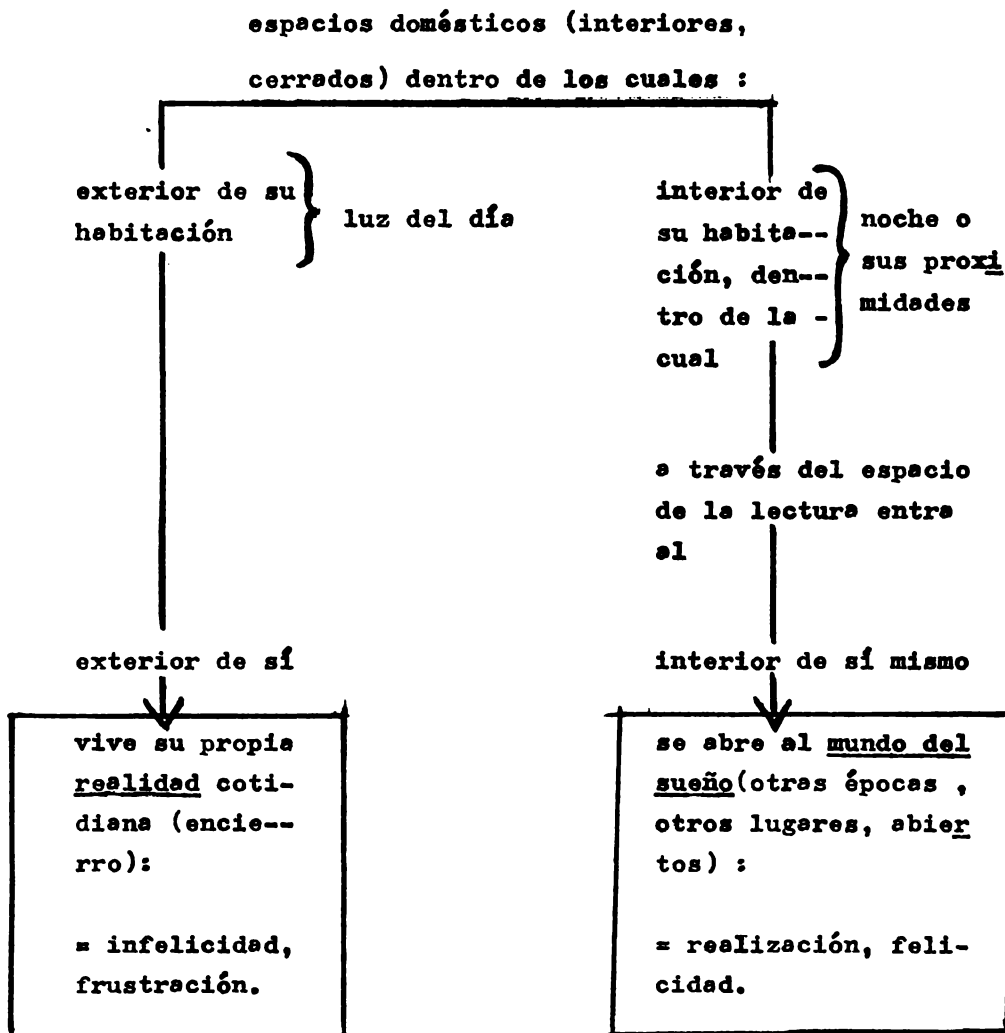 espacios domésticos (interiores,
cerrados) dentro de los cuales :
exterior de su
habitación
luz del día
interior de
su habita--
ción, den--
tro de la -
cual
noche o
sus proxi
midades
a través del espacio
de la lectura entra
al
exterior de sí
interior de sí mismo
vive su propia
realidad coti-
diana (encie--
rro):
= infelicidad,
frustración.
se abre al mundo del
sueño(otras épocas ,
otros lugares, abier
tos) :
= realización, feli-
cidad.